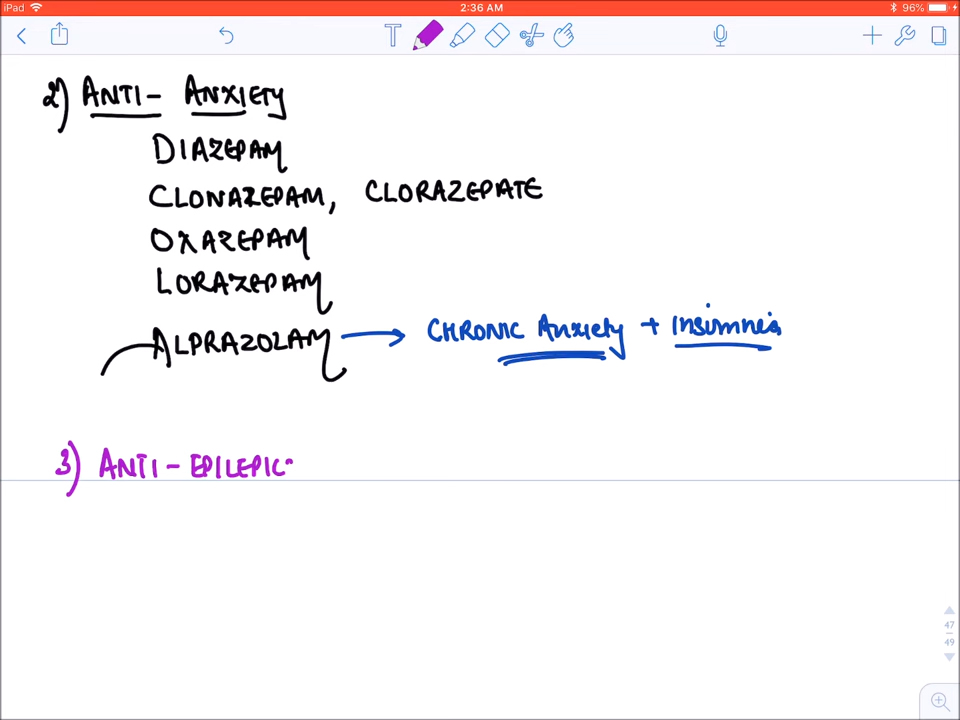 iPad 2:36 AM 96%
T
2) ANTI- ANXIETY
DIAZEPAM
CLONAZEPAM, CLORAZEPATE
OXAZEPAM
LORAZEPAM
ALPRAZOLAM → CHRONIC Anxiety + Insimnia
3) ANTI-EPILEPIC
47
49